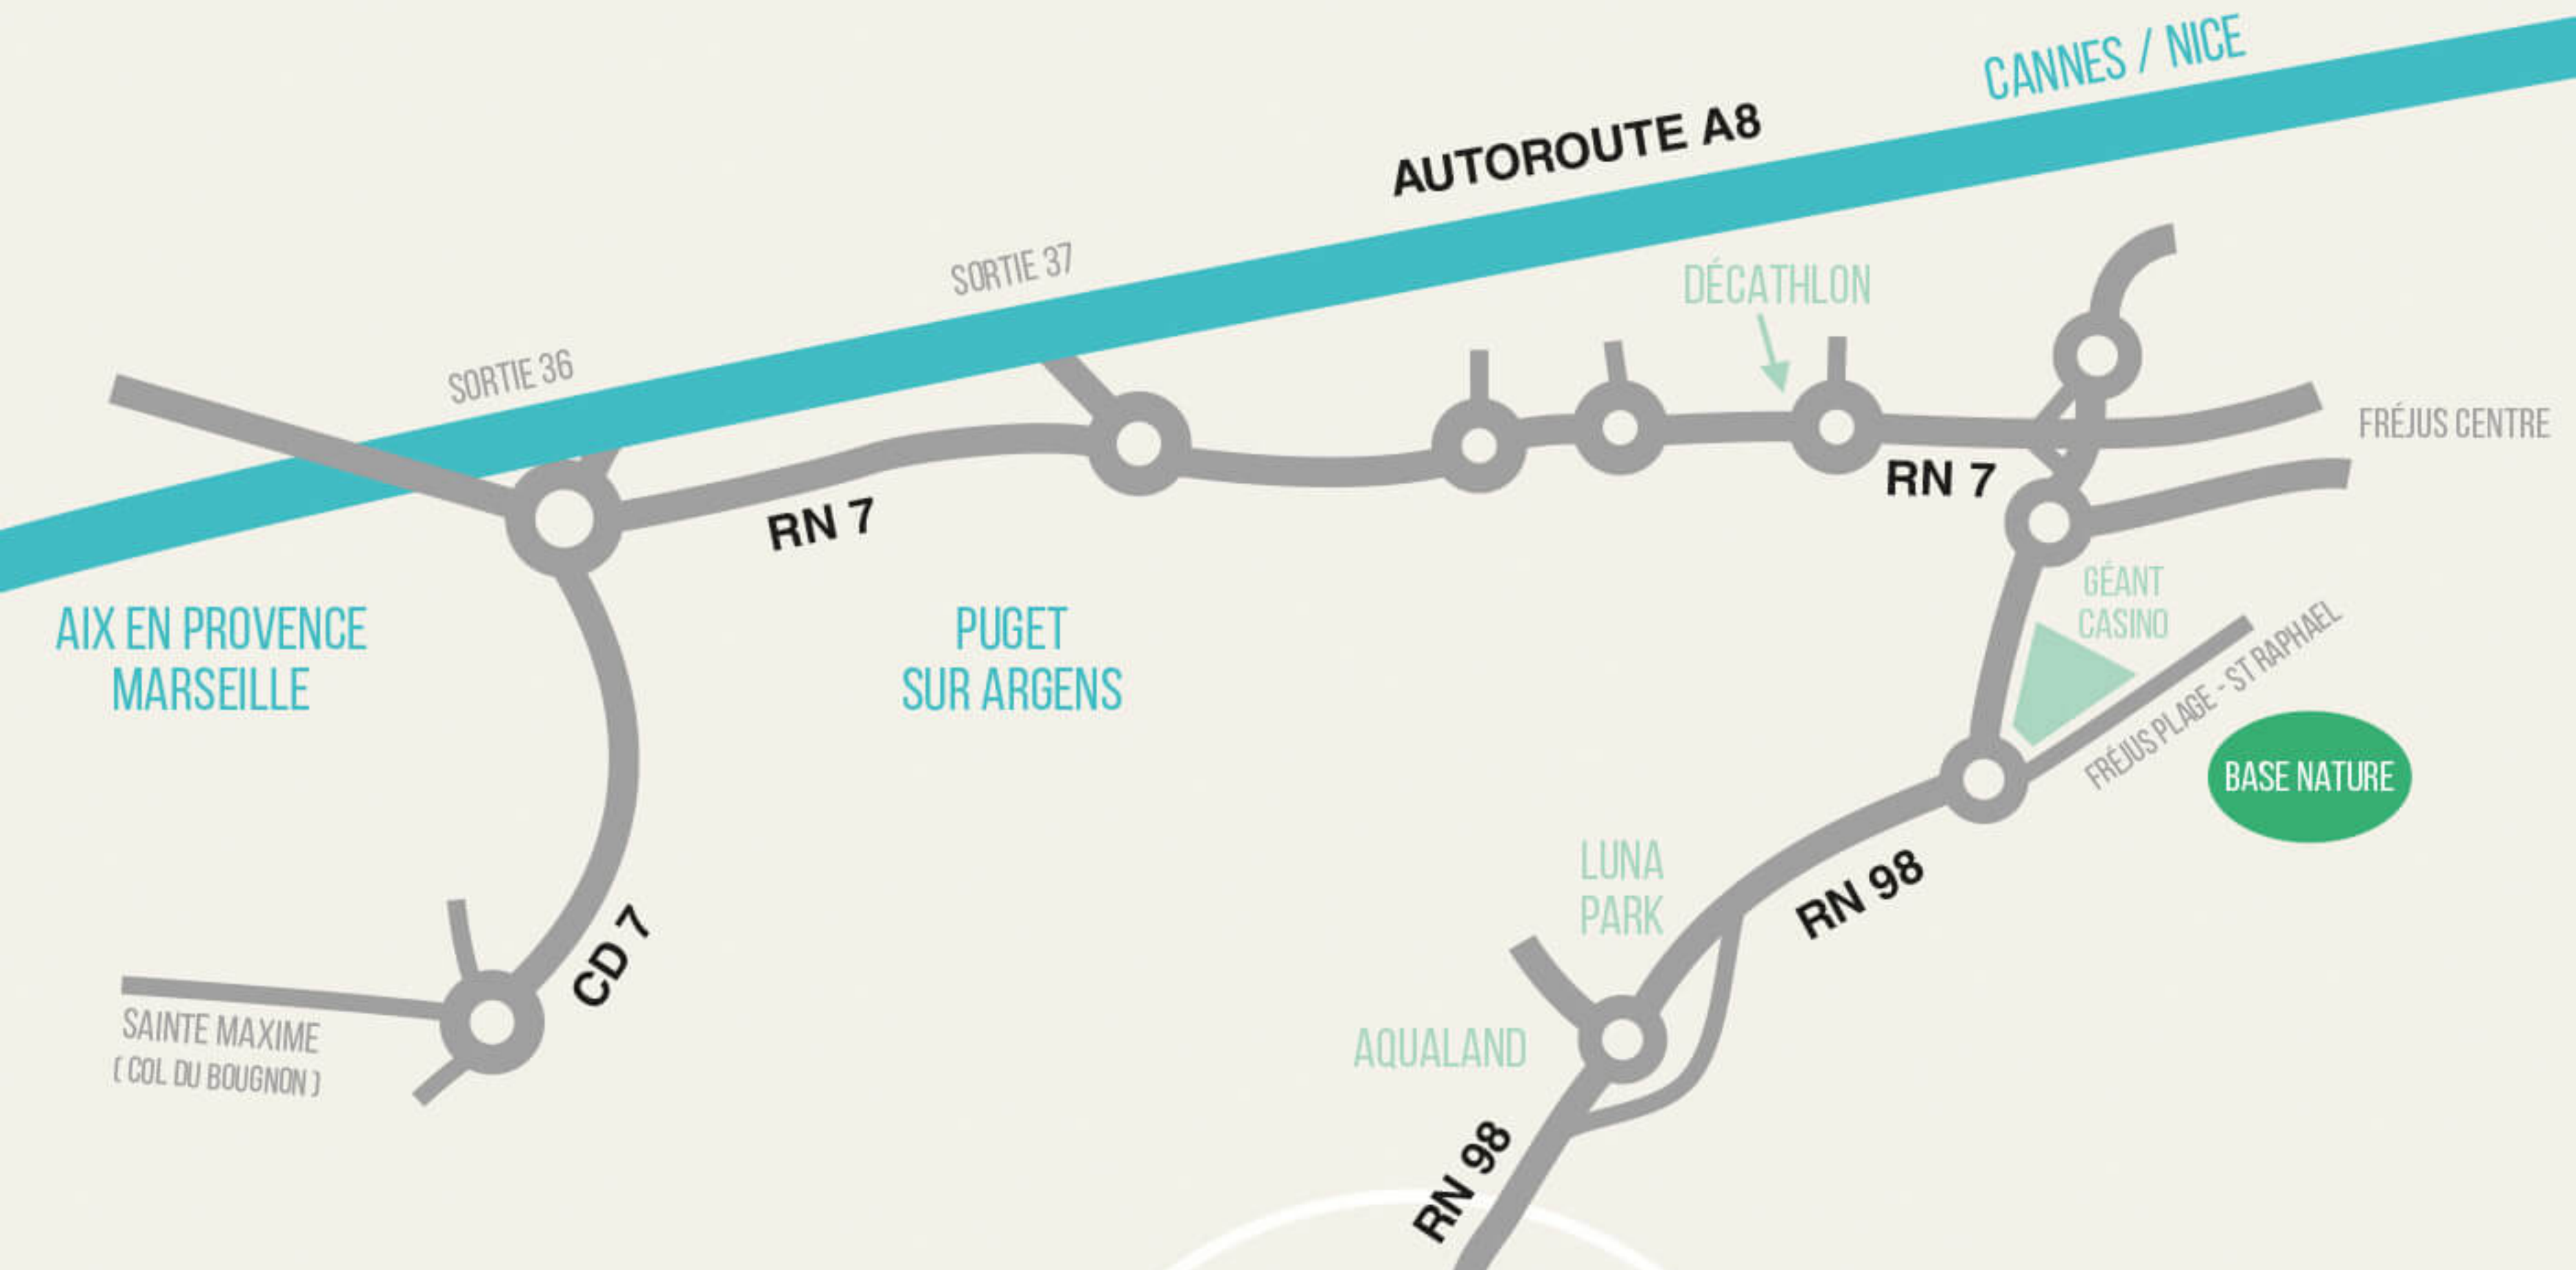 CANNES / NICE
AUTOROUTE A8
SORTIE 37
DÉCATHLON
SORTIE 36
FRÉJUS CENTRE
RN 7
RN 7
GÉANT
CASINO
AIX EN PROVENCE
MARSEILLE
PUGET
SUR ARGENS
FRÉJUS PLAGE - ST RAPHAEL
BASE NATURE
LUNA
PARK
RN 98
CD 7
SAINTE MAXIME
( COL DU BOUGNON )
AQUALAND
RN 98